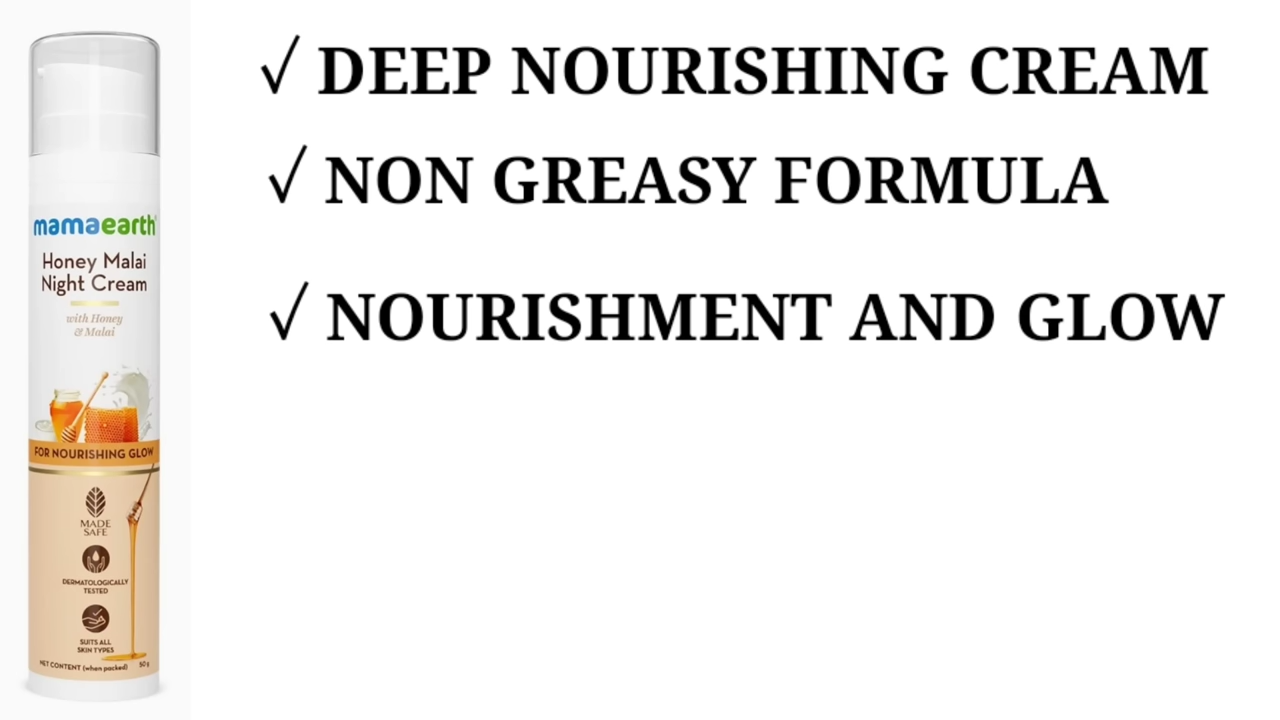 mamaearth
Honey Malai
Night Cream
with Honey
& Malai
FOR NOURISHING GLOW
MADE
SAFE
DERMATOLOGICALLY
TESTED
SUITS ALL
SKIN TYPES
NET CONTENT (when packed) 50 g
√ DEEP NOURISHING CREAM
√ NON GREASY FORMULA
√ NOURISHMENT AND GLOW